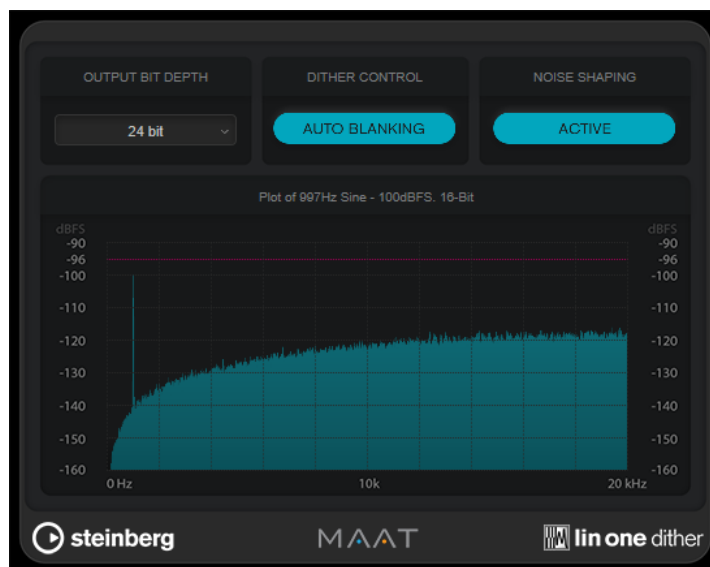 OUTPUT BIT DEPTH
DITHER CONTROL
NOISE SHAPING
24 bit
AUTO BLANKING
ACTIVE
Plot of 997Hz Sine - 100dBFS. 16-Bit
dBFS dBFS
-90 -90
-96 -96
-100 -100
-110 -110
-120 -120
-130 -130
-140 -140
-150 -150
-160 -160
0 Hz 10k 20 kHz
steinberg MAAT lin one dither